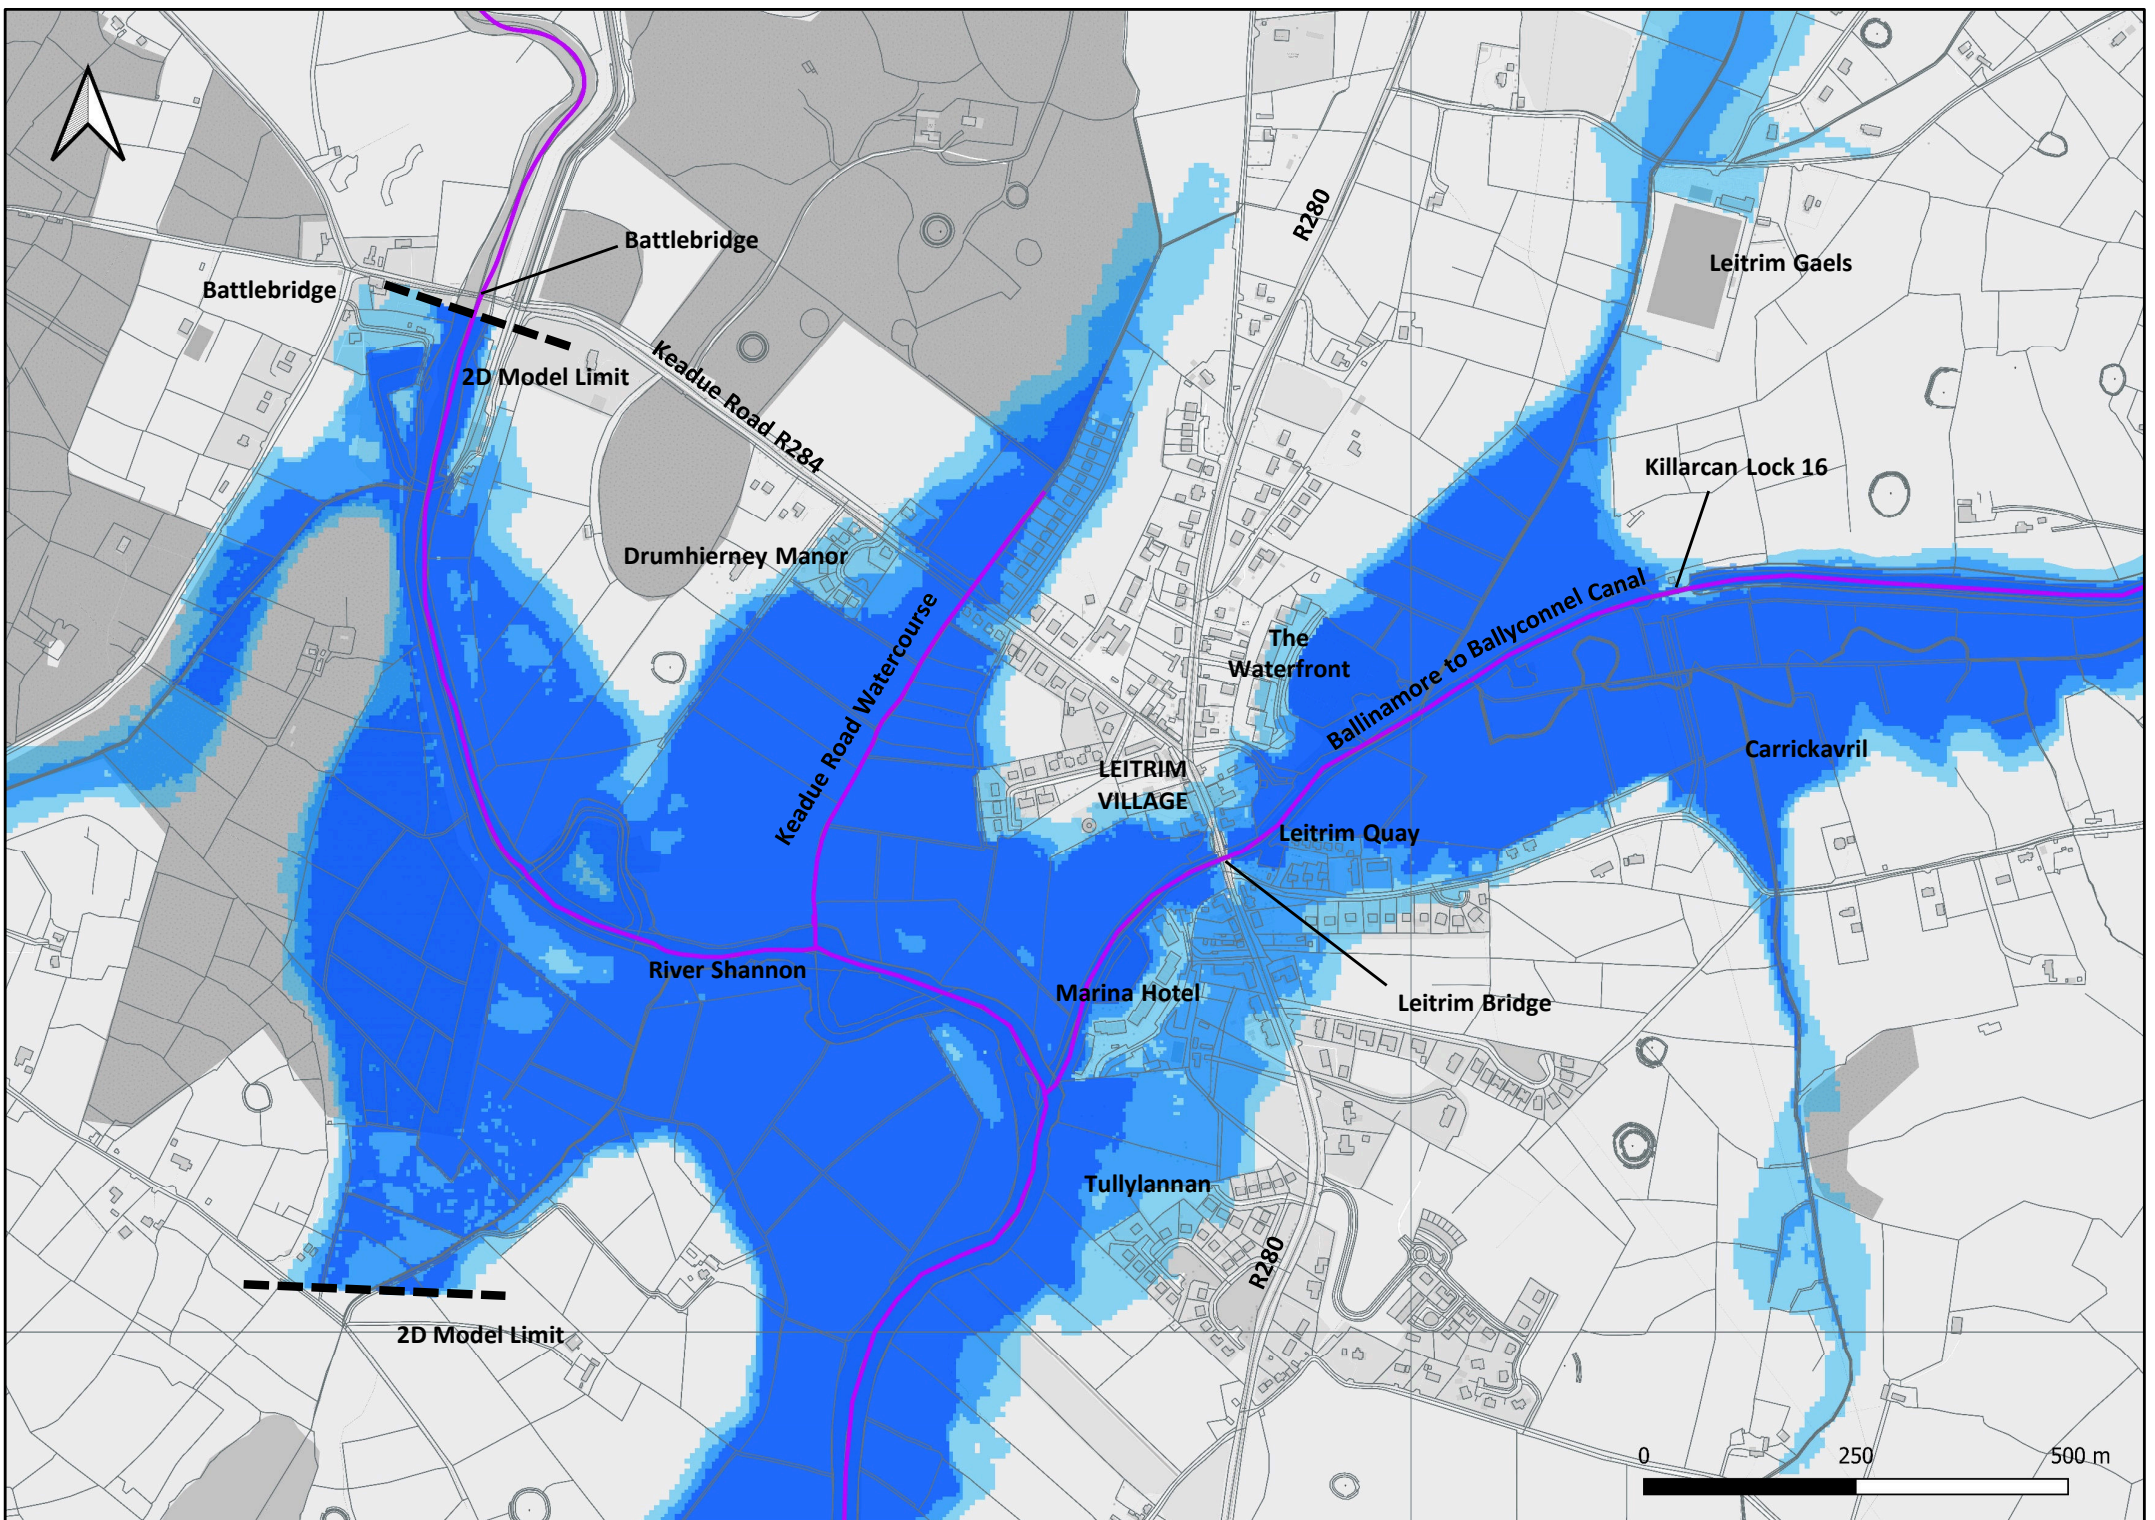 R280
Battlebridge
Battlebridge
Leitrim Gaels
2D Model Limit
Keadue Road R284
Killarcan Lock 16
Drumhierney Manor
Keadue Road Watercourse
The
Waterfront
Ballinamore to Ballyconnel Canal
Carrickavril
LEITRIM
VILLAGE
Leitrim Quay
River Shannon
Marina Hotel
Leitrim Bridge
Tullylannan
R280
2D Model Limit
0 250 500 m